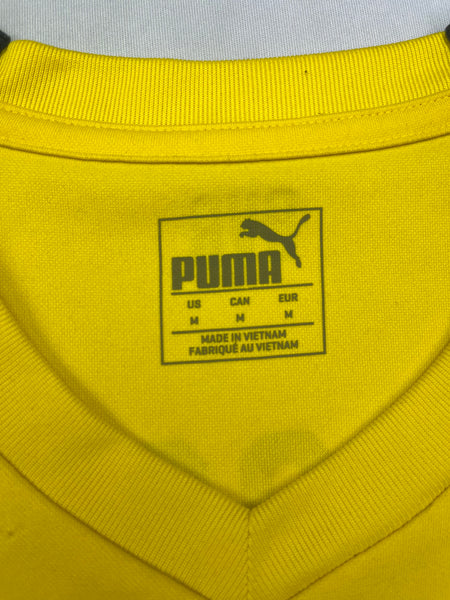 PUMA
US CAN EUR
M M M
MADE IN VIETNAM
FABRIQUÉ AU VIETNAM